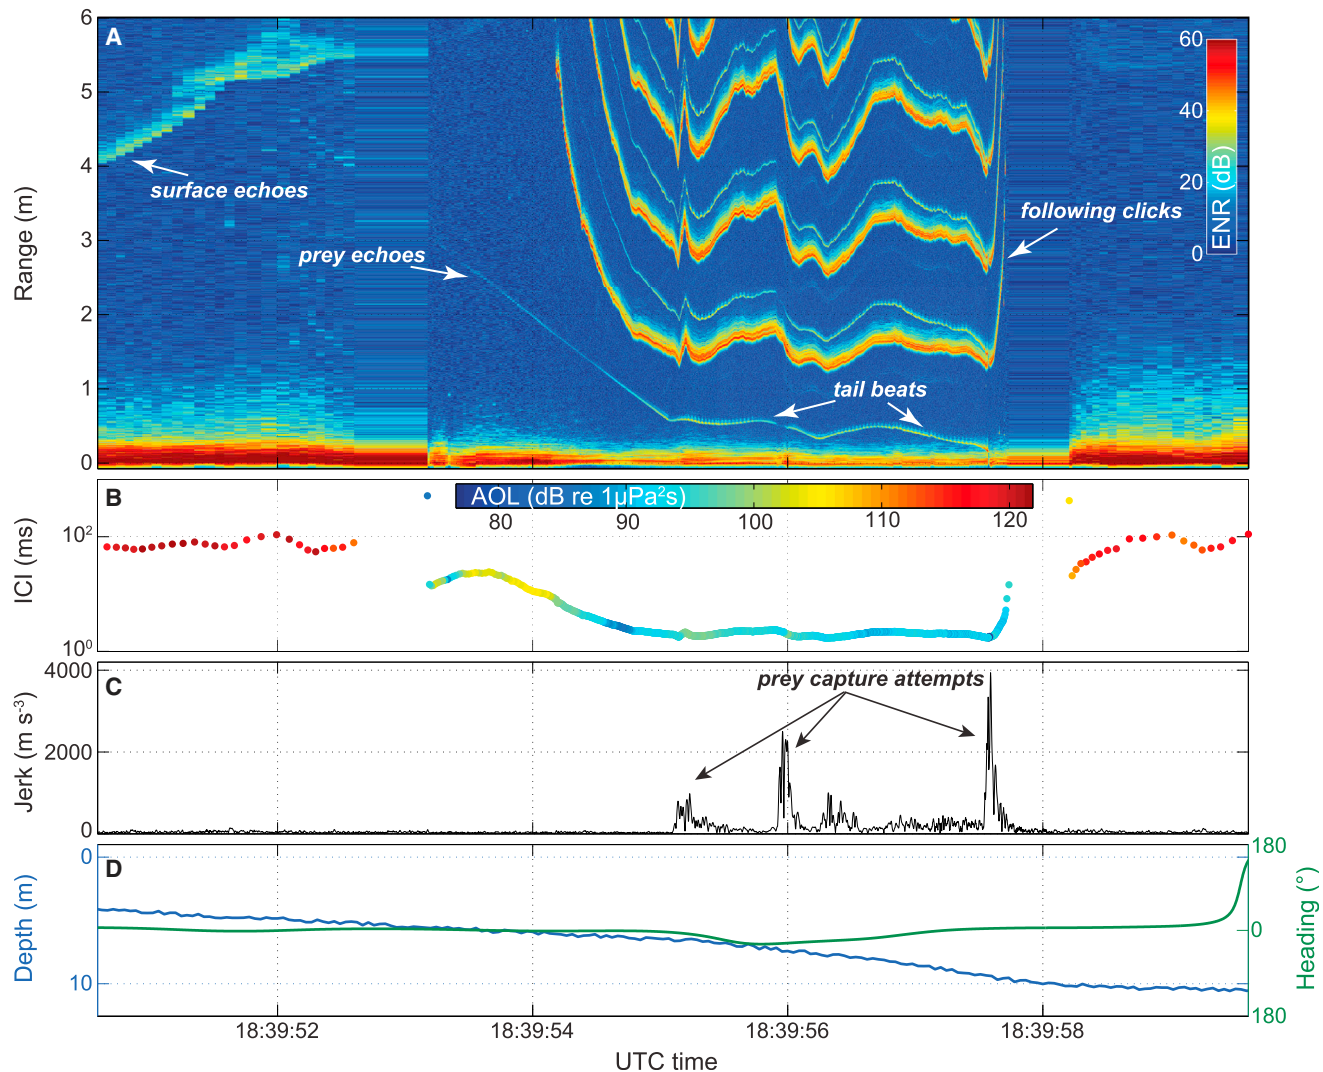 A
6
5
4
3
2
1
0
Range (m)
surface echoes
prey echoes
tail beats
following clicks
60
40
20
0
ENR (dB)
B
AOL (dB re 1µPa²s)
80 90 100 110 120
10²
10⁰
ICI (ms)
C
4000
2000
0
Jerk (m s⁻³)
prey capture attempts
D
0
10
Depth (m)
180
0
180
Heading (°)
18:39:52 18:39:54 18:39:56 18:39:58
UTC time